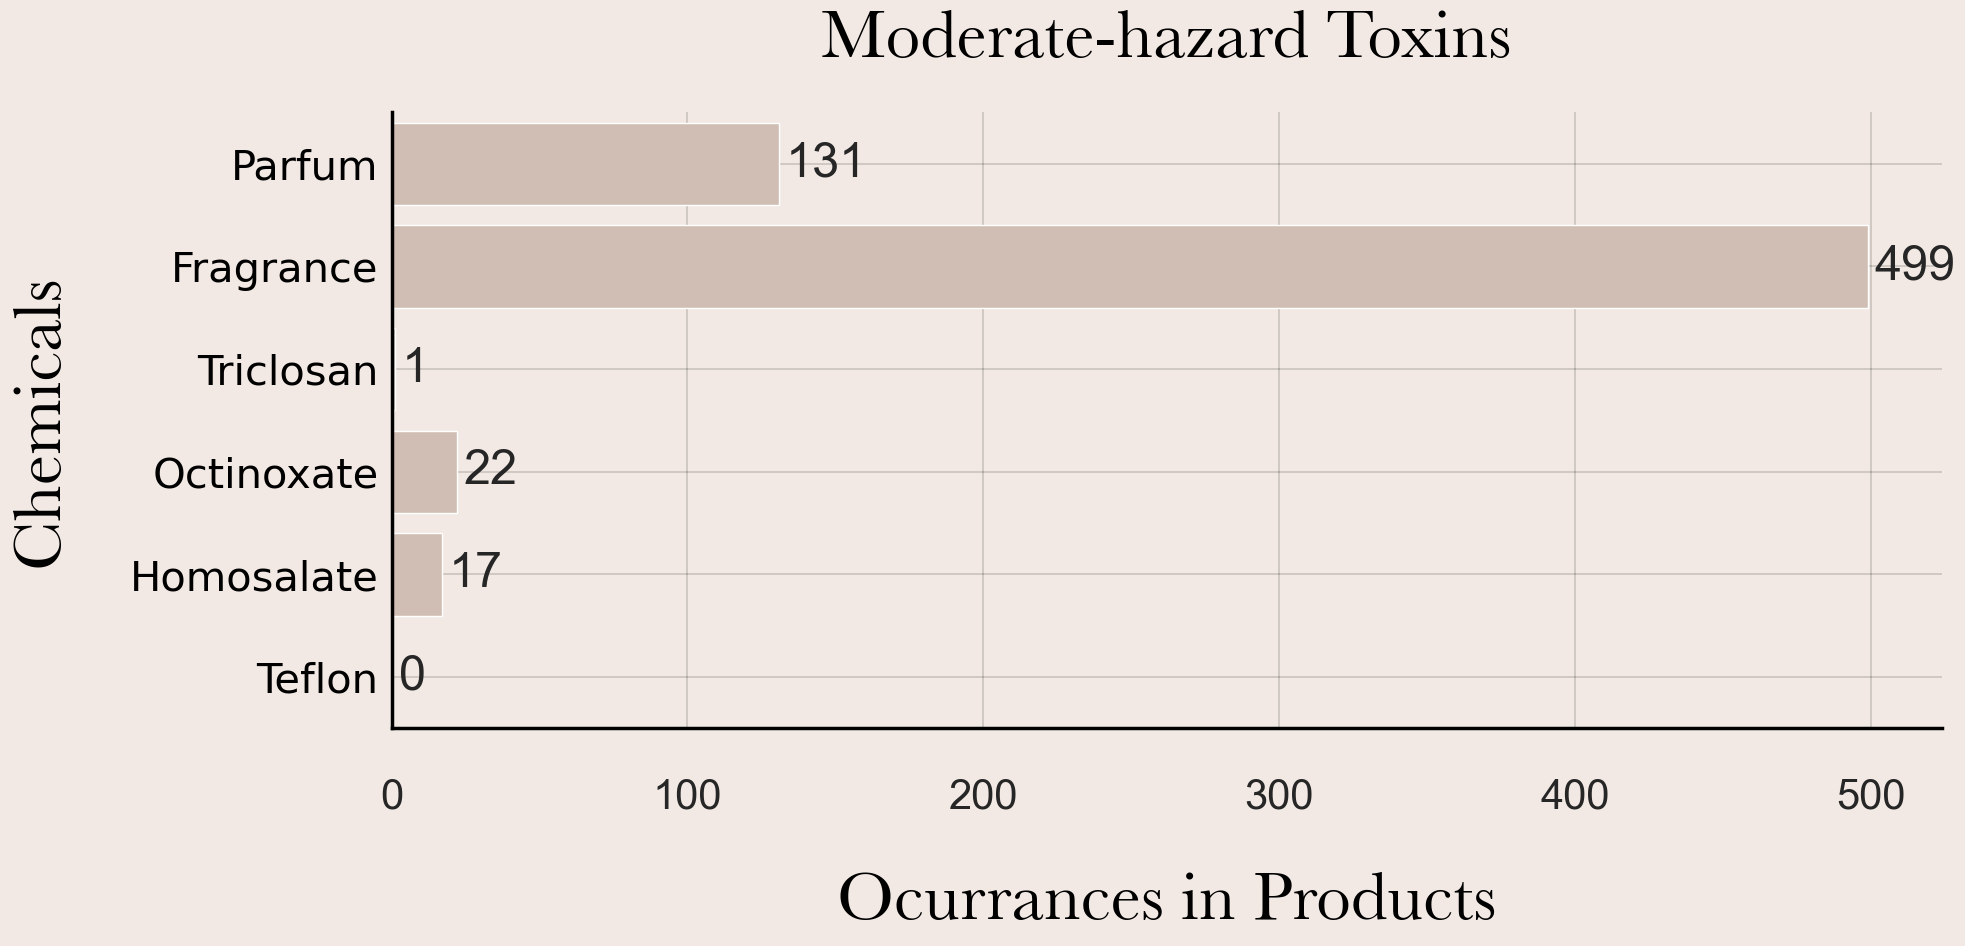 Moderate-hazard Toxins
Chemicals
Parfum 131
Fragrance 499
Triclosan 1
Octinoxate 22
Homosalate 17
Teflon 0
0 100 200 300 400 500
Ocurrances in Products